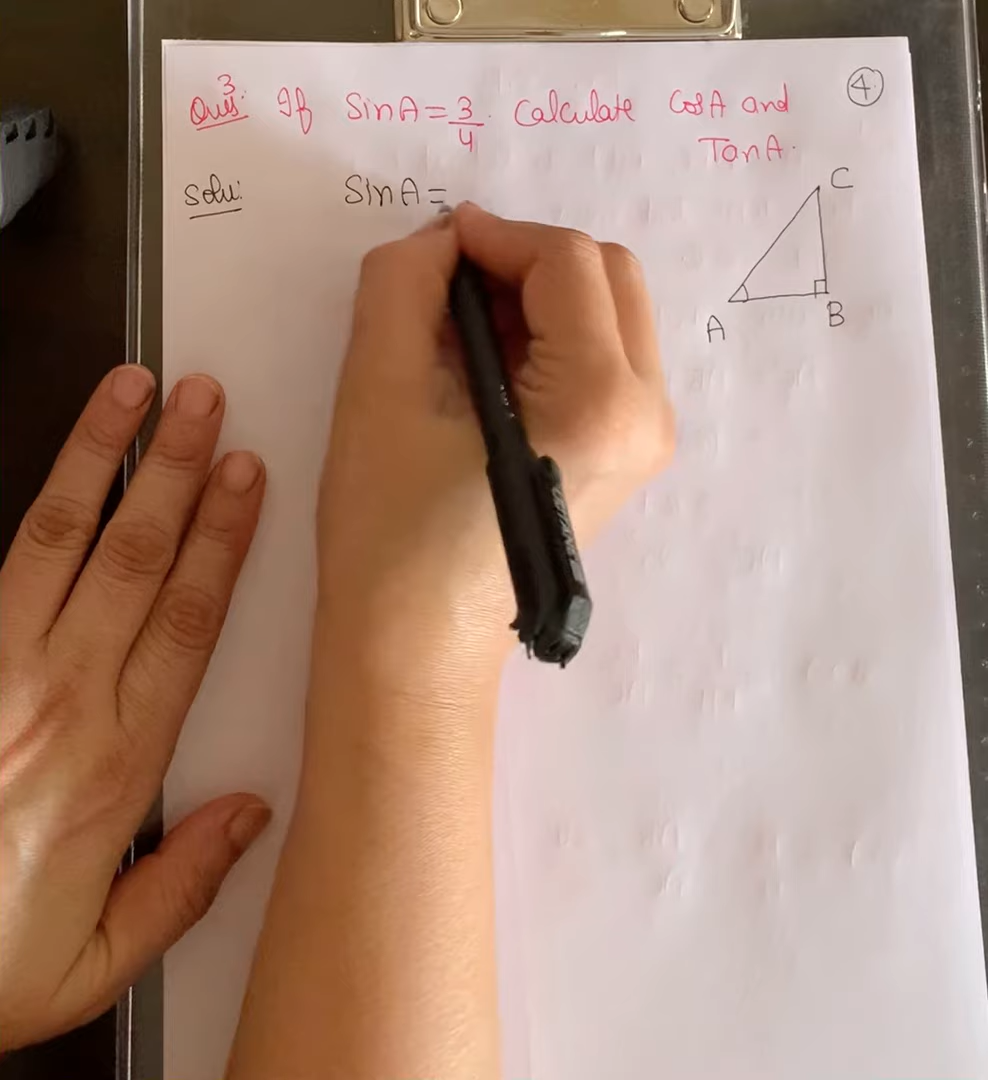 Ques 3. If SinA = 3/4. Calculate CosA and
TanA.
④
Solu:
SinA =
C
A
B